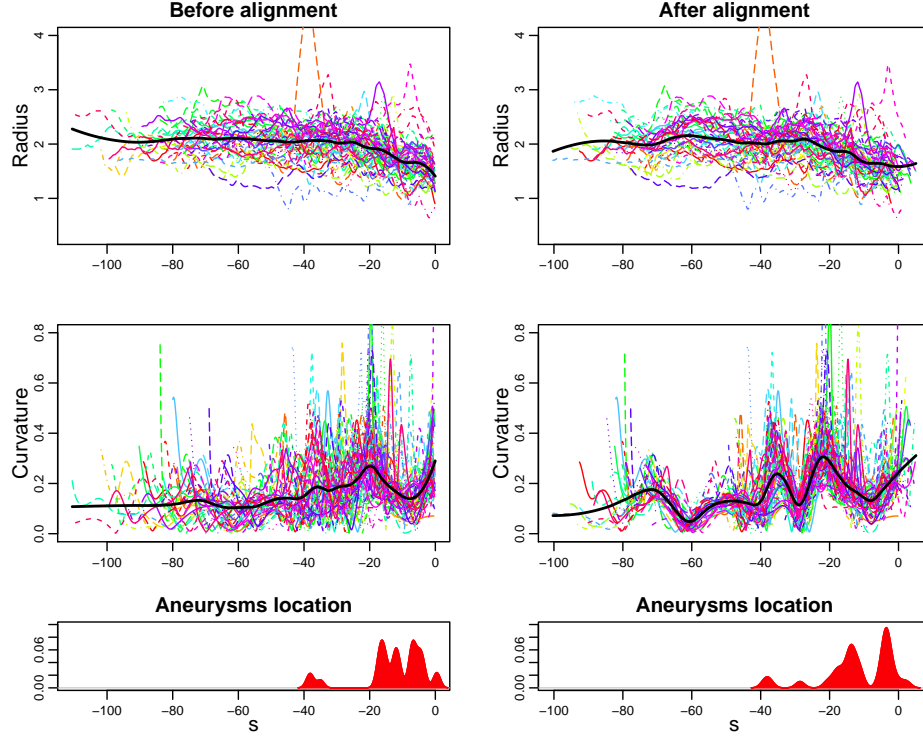 Before alignment
After alignment
Radius
1 2 3 4
−100 −80 −60 −40 −20 0
Radius
1 2 3 4
−100 −80 −60 −40 −20 0
Curvature
0.0 0.2 0.4 0.6 0.8
−100 −80 −60 −40 −20 0
Curvature
0.0 0.2 0.4 0.6 0.8
−100 −80 −60 −40 −20 0
Aneurysms location
Aneurysms location
0.00 0.06
−100 −80 −60 −40 −20 0
s
0.00 0.06
−100 −80 −60 −40 −20 0
s